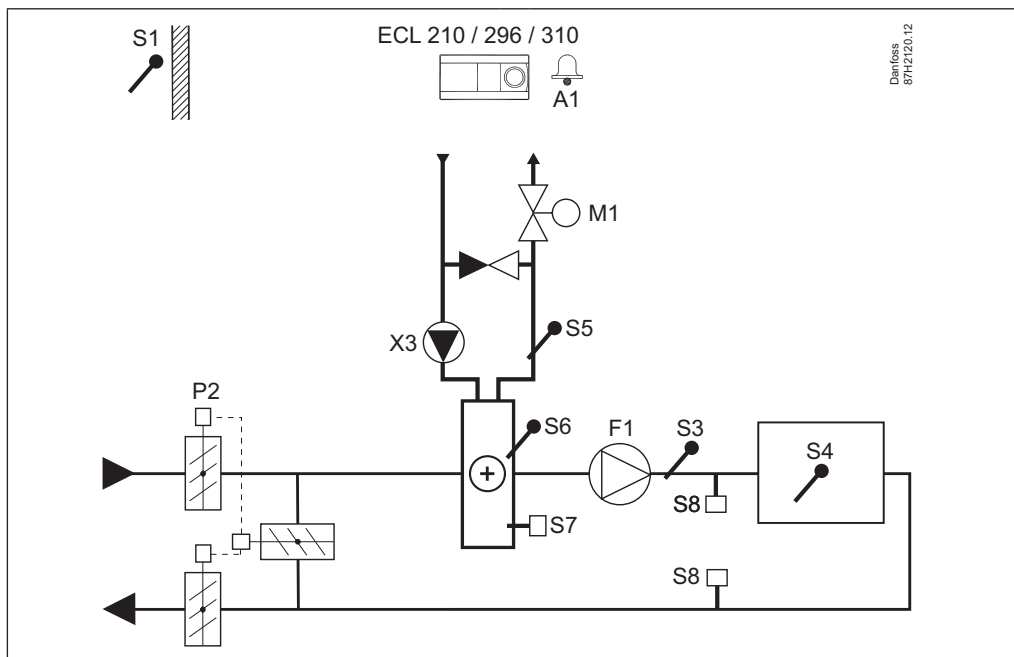 S1
ECL 210 / 296 / 310
A1
Danfoss
87H2120.12
M1
X3
S5
P2
S6
F1
S3
S4
S8
S7
S8